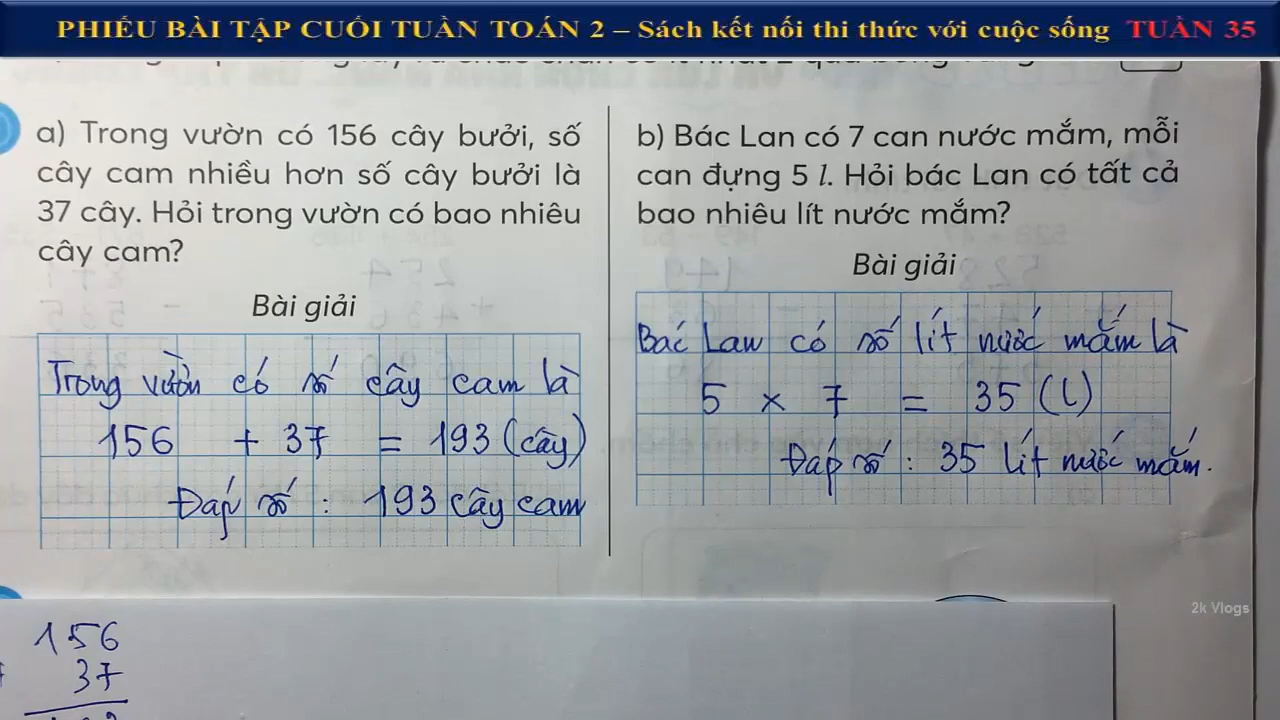 PHIẾU BÀI TẬP CUỐI TUẦN TOÁN 2 – Sách kết nối thi thức với cuộc sống TUẦN 35
a) Trong vườn có 156 cây bưởi, số
cây cam nhiều hơn số cây bưởi là
37 cây. Hỏi trong vườn có bao nhiêu
cây cam?
Bài giải
Trong vườn có số cây cam là
156 + 37 = 193 (cây)
Đáp số : 193 cây cam
b) Bác Lan có 7 can nước mắm, mỗi
can đựng 5 l. Hỏi bác Lan có tất cả
bao nhiêu lít nước mắm?
Bài giải
Bác Lan có số lít nước mắm là
5 × 7 = 35 (l)
Đáp số : 35 lít nước mắm.
2k Vlogs
156
37